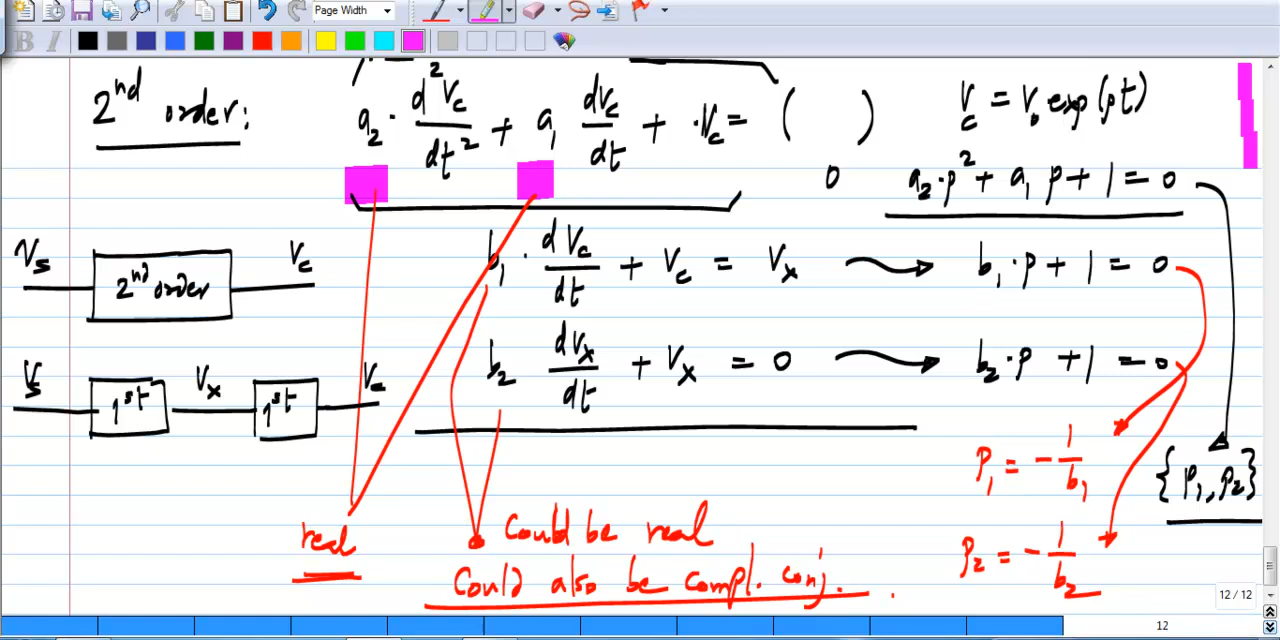 Page Width
B I
2nd order: a2 · d²Vc/dt² + a1 dVc/dt + ·Vc = ( ) Vc = V0 exp(pt)
0 a2·p² + a1 p + 1 = 0
Vs 2nd order Vc b1 · dVc/dt + Vc = Vx b1·p + 1 = 0
Vs 1st Vx 1st Vc b2 dVx/dt + Vx = 0 b2·p + 1 = 0
P1 = - 1/b1 {P1, P2}
real Could be real
P2 = - 1/b2
Could also be compl. conj.
12 / 12
12